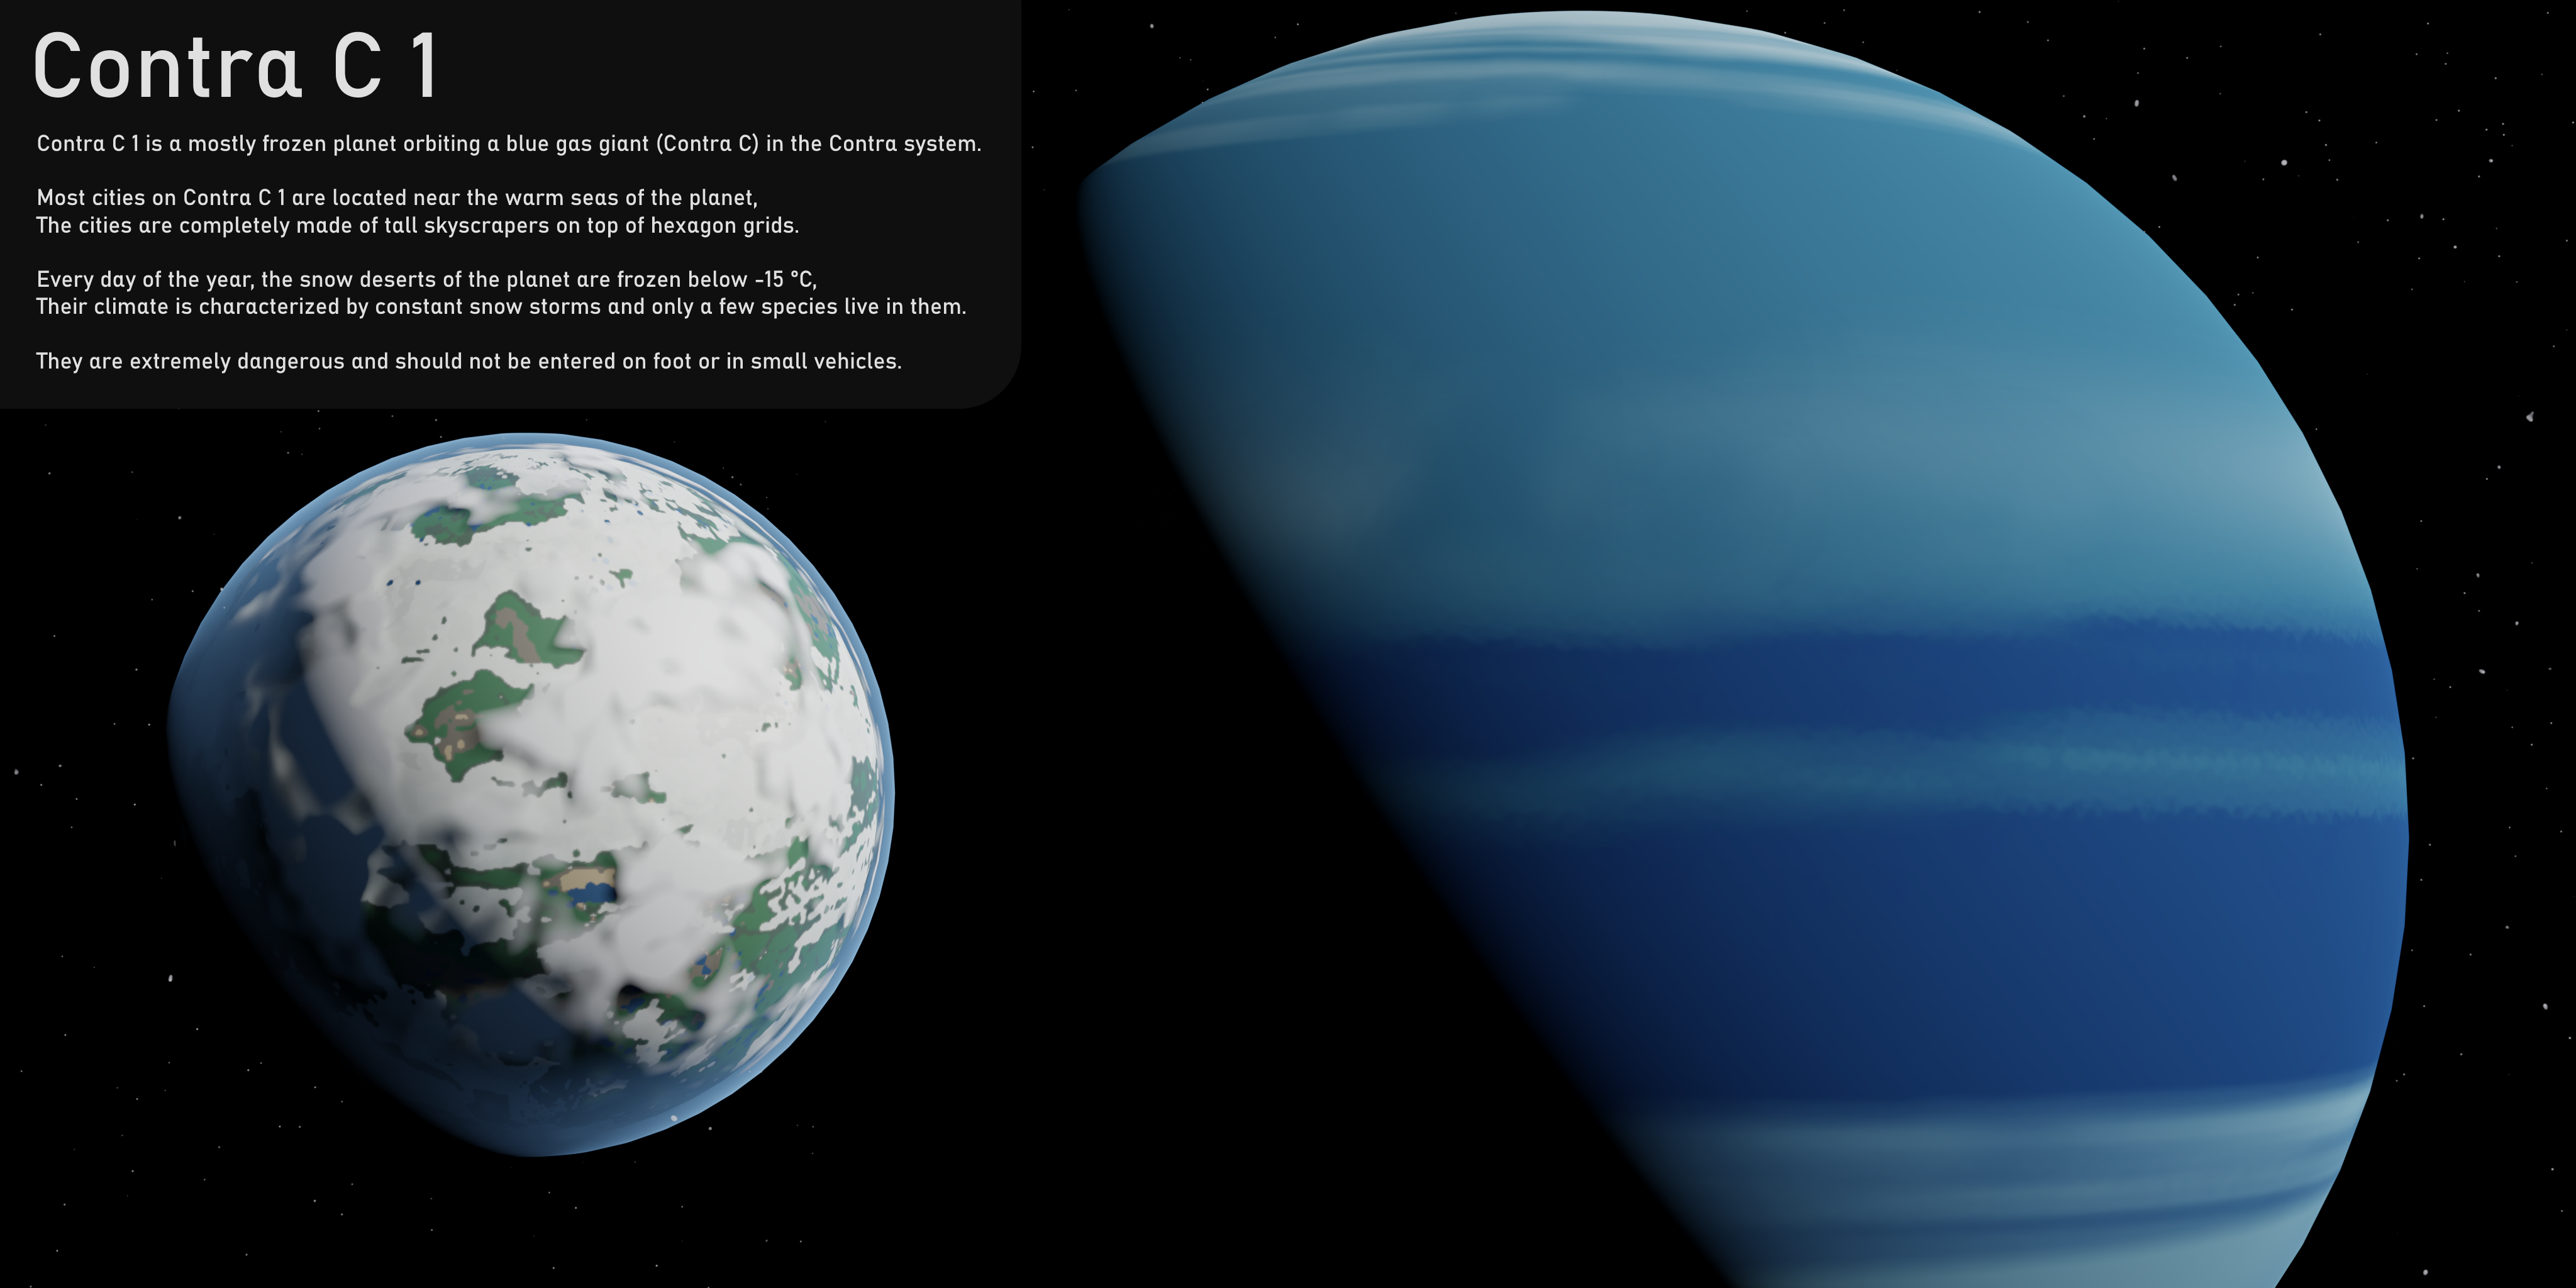 Contra C 1
Contra C 1 is a mostly frozen planet orbiting a blue gas giant (Contra C) in the Contra system.
Most cities on Contra C 1 are located near the warm seas of the planet,
The cities are completely made of tall skyscrapers on top of hexagon grids.
Every day of the year, the snow deserts of the planet are frozen below -15 °C,
Their climate is characterized by constant snow storms and only a few species live in them.
They are extremely dangerous and should not be entered on foot or in small vehicles.